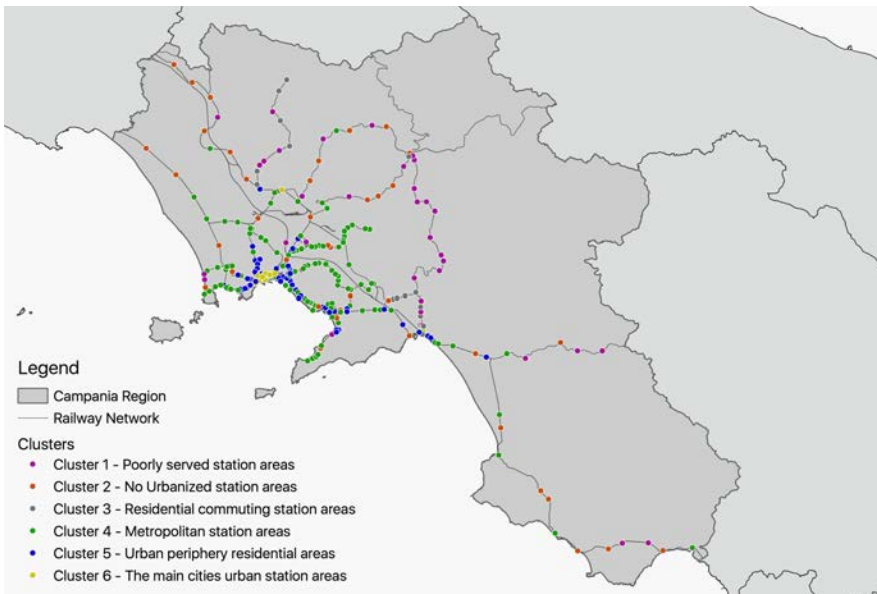 Legend
Campania Region
Railway Network
Clusters
Cluster 1 - Poorly served station areas
Cluster 2 - No Urbanized station areas
Cluster 3 - Residential commuting station areas
Cluster 4 - Metropolitan station areas
Cluster 5 - Urban periphery residential areas
Cluster 6 - The main cities urban station areas